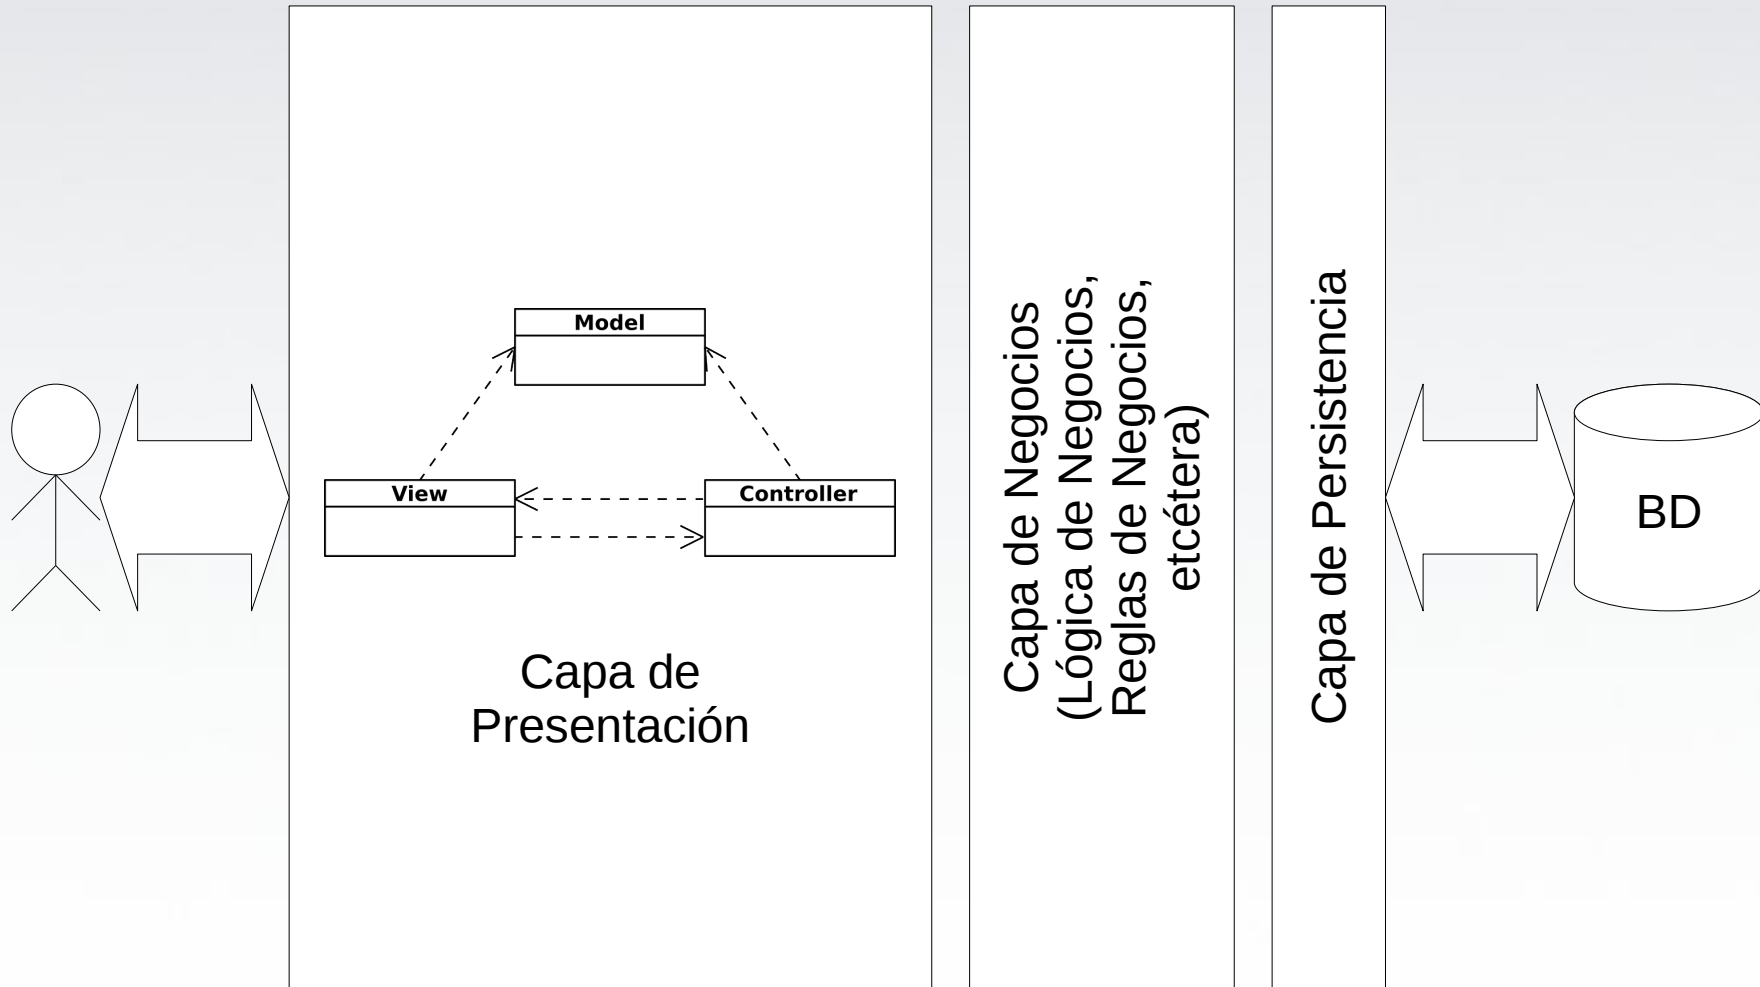 Model
View
Controller
Capa de
Presentación
Capa de Negocios
(Lógica de Negocios,
Reglas de Negocios,
etcétera)
Capa de Persistencia
BD